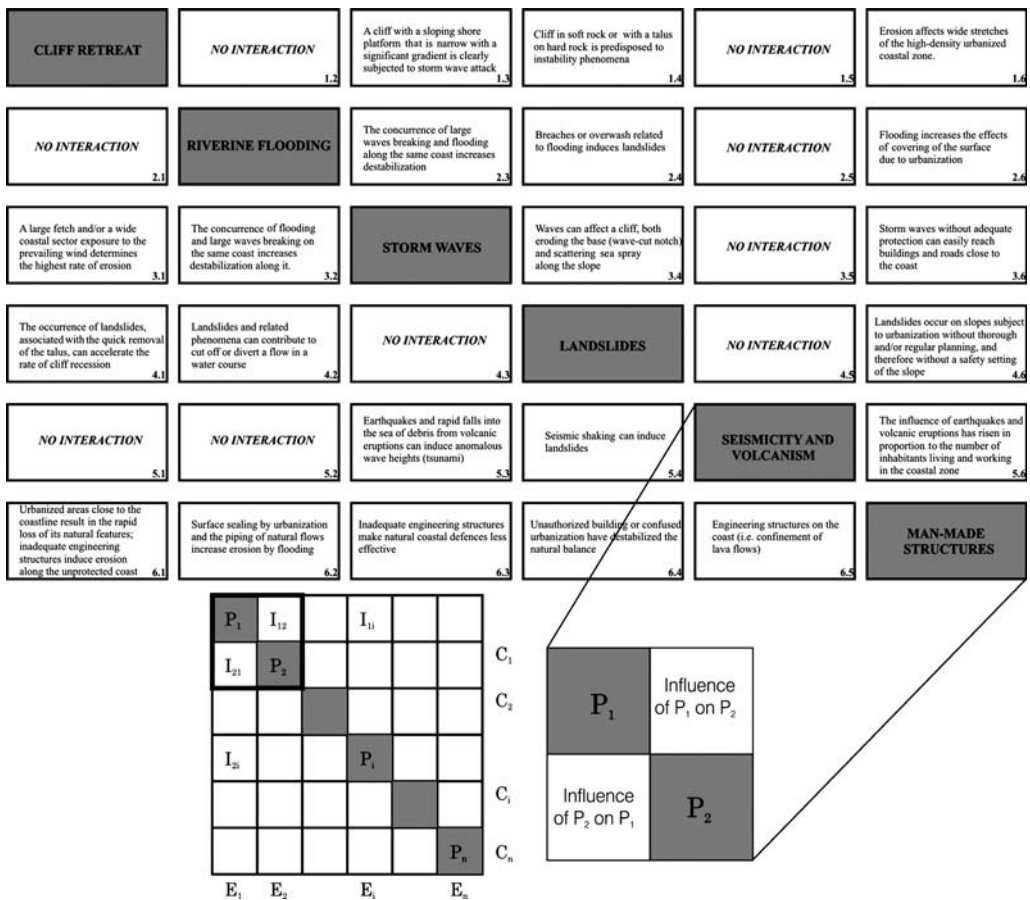 CLIFF RETREAT
NO INTERACTION
1.2
A cliff with a sloping shore
platform that is narrow with a
significant gradient is clearly
subjected to storm wave attack
1.3
Cliff in soft rock or with a talus
on hard rock is predisposed to
instability phenomena
1.4
NO INTERACTION
1.5
Erosion affects wide stretches
of the high-density urbanized
coastal zone.
1.6
NO INTERACTION
2.1
RIVERINE FLOODING
The concurrence of large
waves breaking and flooding
along the same coast increases
destabilization
2.3
Breaches or overwash related
to flooding induces landslides
2.4
NO INTERACTION
2.5
Flooding increases the effects
of covering of the surface
due to urbanization
2.6
A large fetch and/or a wide
coastal sector exposure to the
prevailing wind determines
the highest rate of erosion
3.1
The concurrence of flooding
and large waves breaking on
the same coast increases
destabilization along it.
3.2
STORM WAVES
Waves can affect a cliff, both
eroding the base (wave-cut notch)
and scattering sea spray
along the slope
3.4
NO INTERACTION
3.5
Storm waves without adequate
protection can easily reach
buildings and roads close to
the coast
3.6
The occurrence of landslides,
associated with the quick removal
of the talus, can accelerate the
rate of cliff recession
4.1
Landslides and related
phenomena can contribute to
cut off or divert a flow in a
water course
4.2
NO INTERACTION
4.3
LANDSLIDES
NO INTERACTION
4.5
Landslides occur on slopes subject
to urbanization without thorough
and/or regular planning, and
therefore without a safety setting
of the slope
4.6
NO INTERACTION
5.1
NO INTERACTION
5.2
Earthquakes and rapid falls into
the sea of debris from volcanic
eruptions can induce anomalous
wave heights (tsunami)
5.3
Seismic shaking can induce
landslides
5.4
SEISMICITY AND
VOLCANISM
The influence of earthquakes and
volcanic eruptions has risen in
proportion to the number of
inhabitants living and working
in the coastal zone
5.6
Urbanized areas close to the
coastline result in the rapid
loss of its natural features;
inadequate engineering
structures induce erosion
along the unprotected coast
6.1
Surface sealing by urbanization
and the piping of natural flows
increase erosion by flooding
6.2
Inadequate engineering structures
make natural coastal defences less
effective
6.3
Unauthorized building or confused
urbanization have destabilized the
natural balance
6.4
Engineering structures on the
coast (i.e. confinement of
lava flows)
6.5
MAN-MADE
STRUCTURES
P1 I12 I1i
I21 P2 C1
C2
I2i Pi
Ci
Pn Cn
E1 E2 Ei En
P1
Influence
of P1 on P2
Influence
of P2 on P1
P2